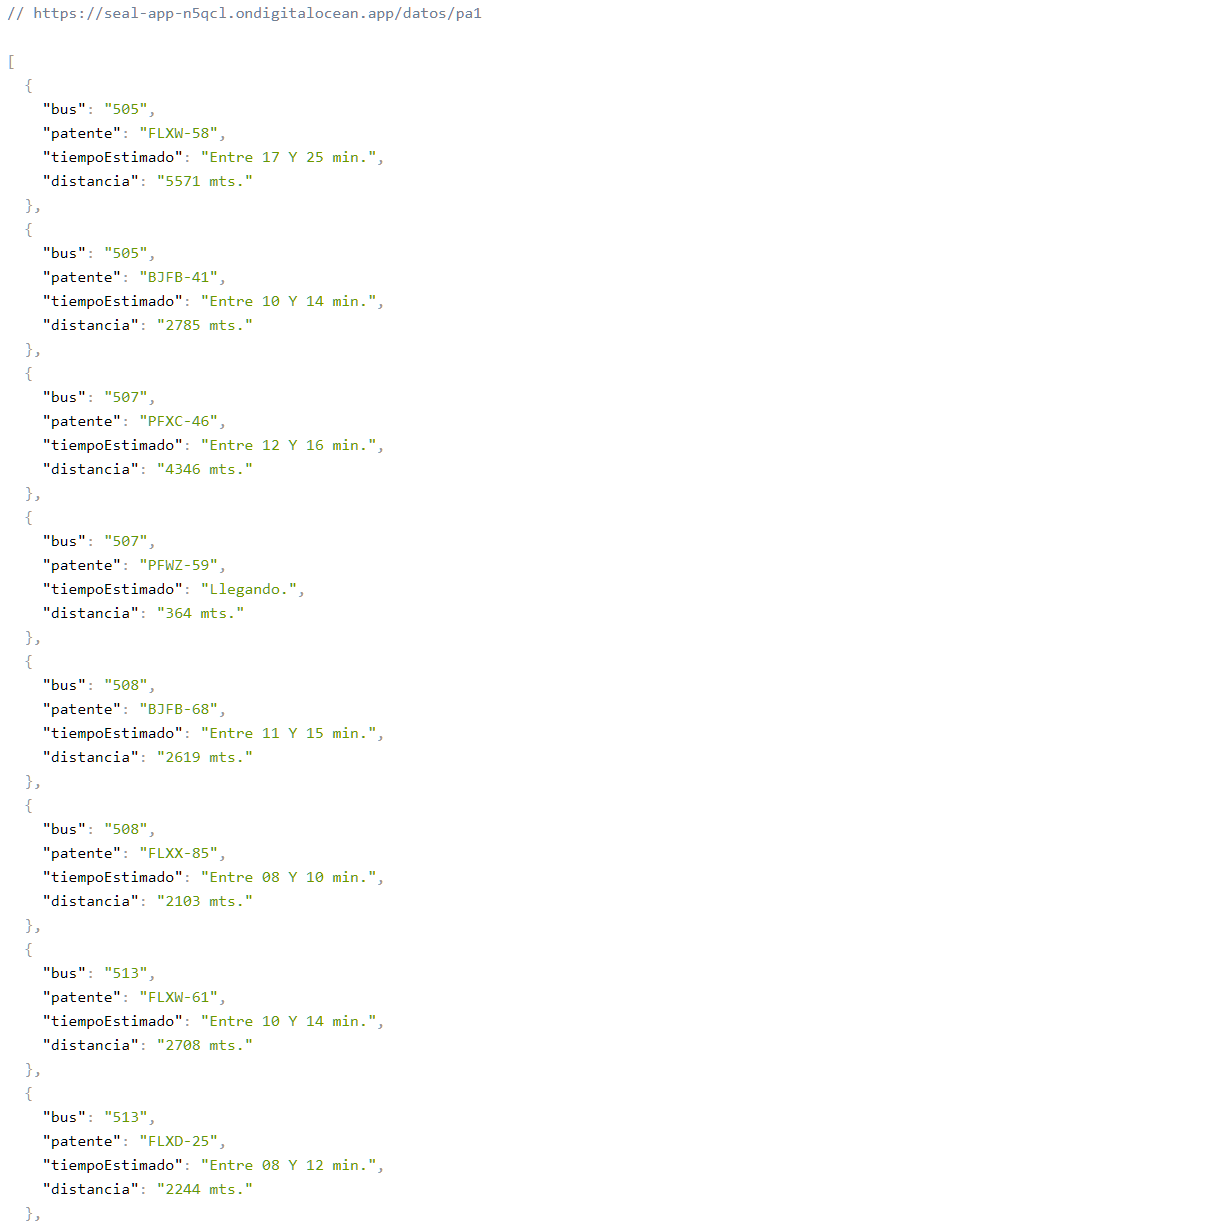 // https://seal-app-n5qcl.ondigitalocean.app/datos/pa1
[
{
"bus": "505",
"patente": "FLXW-58",
"tiempoEstimado": "Entre 17 Y 25 min.",
"distancia": "5571 mts."
},
{
"bus": "505",
"patente": "BJFB-41",
"tiempoEstimado": "Entre 10 Y 14 min.",
"distancia": "2785 mts."
},
{
"bus": "507",
"patente": "PFXC-46",
"tiempoEstimado": "Entre 12 Y 16 min.",
"distancia": "4346 mts."
},
{
"bus": "507",
"patente": "PFWZ-59",
"tiempoEstimado": "Llegando.",
"distancia": "364 mts."
},
{
"bus": "508",
"patente": "BJFB-68",
"tiempoEstimado": "Entre 11 Y 15 min.",
"distancia": "2619 mts."
},
{
"bus": "508",
"patente": "FLXX-85",
"tiempoEstimado": "Entre 08 Y 10 min.",
"distancia": "2103 mts."
},
{
"bus": "513",
"patente": "FLXW-61",
"tiempoEstimado": "Entre 10 Y 14 min.",
"distancia": "2708 mts."
},
{
"bus": "513",
"patente": "FLXD-25",
"tiempoEstimado": "Entre 08 Y 12 min.",
"distancia": "2244 mts."
},